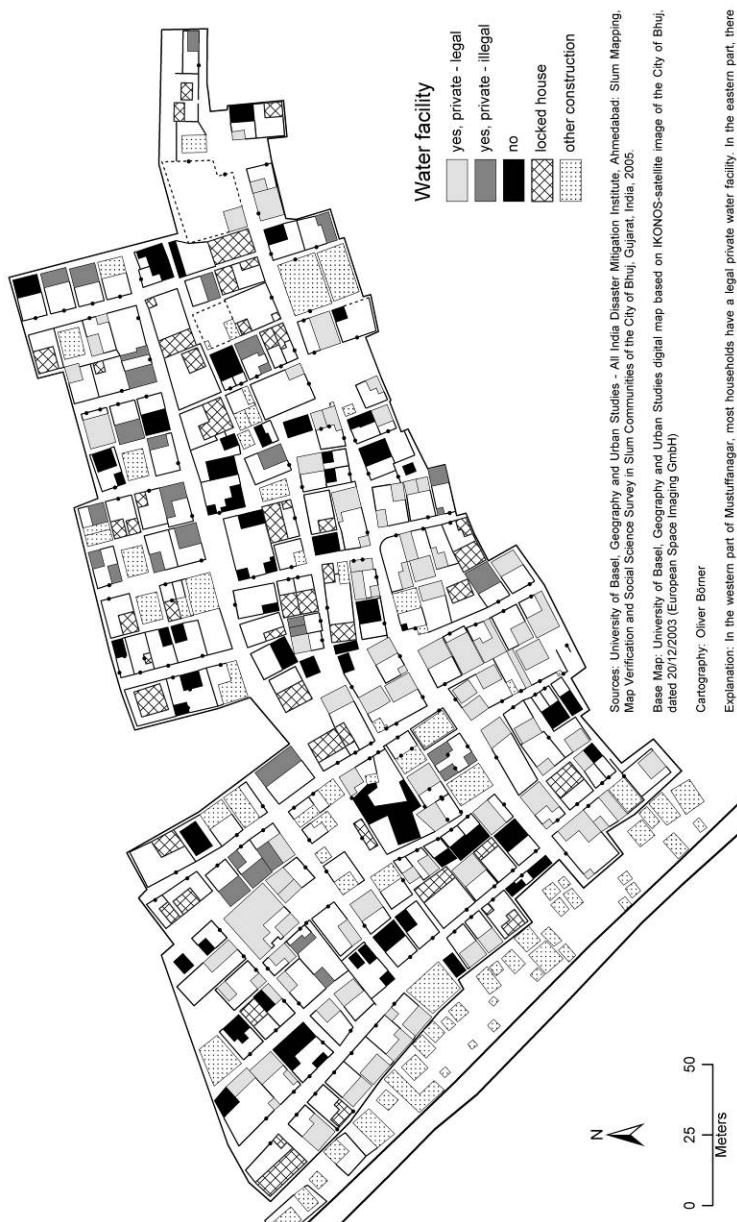 Water facility
yes, private - legal
yes, private - illegal
no
locked house
other construction
Sources: University of Basel, Geography and Urban Studies - All India Disaster Mitigation Institute, Ahmedabad: Slum Mapping,
Map Verification and Social Science Survey in Slum Communities of the City of Bhuj, Gujarat, India, 2005.
Base Map: University of Basel, Geography and Urban Studies digital map based on IKONOS-satellite image of the City of Bhuj,
dated 20/12/2003 (European Space Imaging GmbH)
Cartography: Oliver Börner
Explanation: In the western part of Mustuffanagar, most households have a legal private water facility. In the eastern part, there
N
0 25 50
Meters